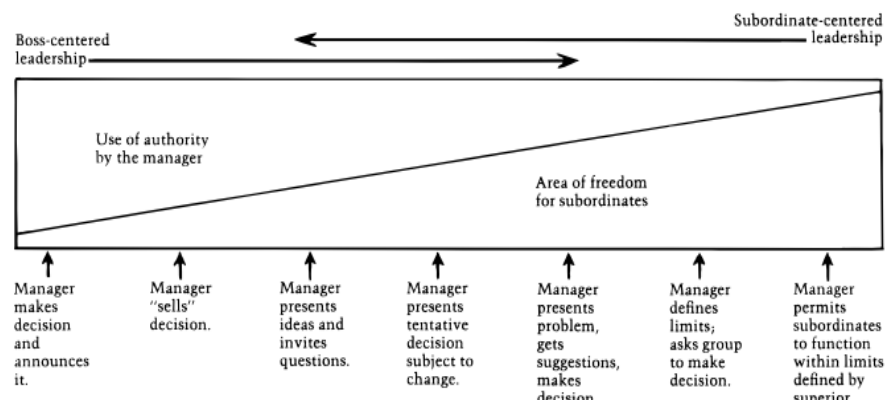 Subordinate-centered
leadership
Boss-centered
leadership
Use of authority
by the manager
Area of freedom
for subordinates
Manager
makes
decision
and
announces
it.
Manager
“sells”
decision.
Manager
presents
ideas and
invites
questions.
Manager
presents
tentative
decision
subject to
change.
Manager
presents
problem,
gets
suggestions,
makes
decision
Manager
defines
limits;
asks group
to make
decision.
Manager
permits
subordinates
to function
within limits
defined by
superior